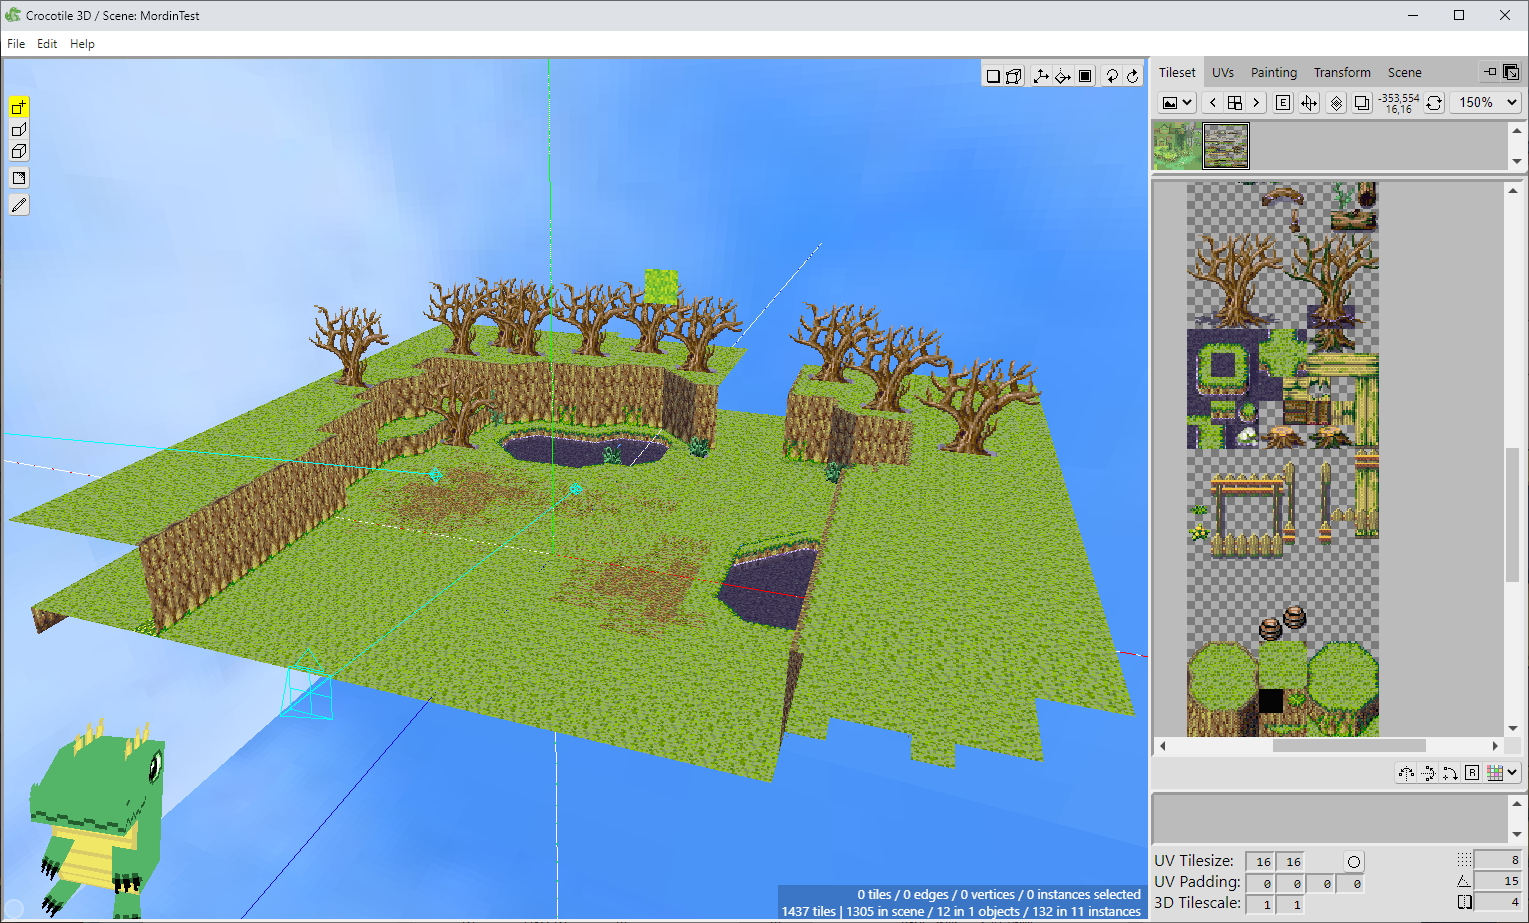 Crocotile 3D / Scene: MordinTest
File Edit Help
Tileset UVs Painting Transform Scene
E
-353,554
16,16
150%
R
UV Tilesize: 16 16
8
UV Padding: 0 0 0 0
15
3D Tilescale: 1 1
4
0 tiles / 0 edges / 0 vertices / 0 instances selected
1437 tiles | 1305 in scene / 12 in 1 objects / 132 in 11 instances